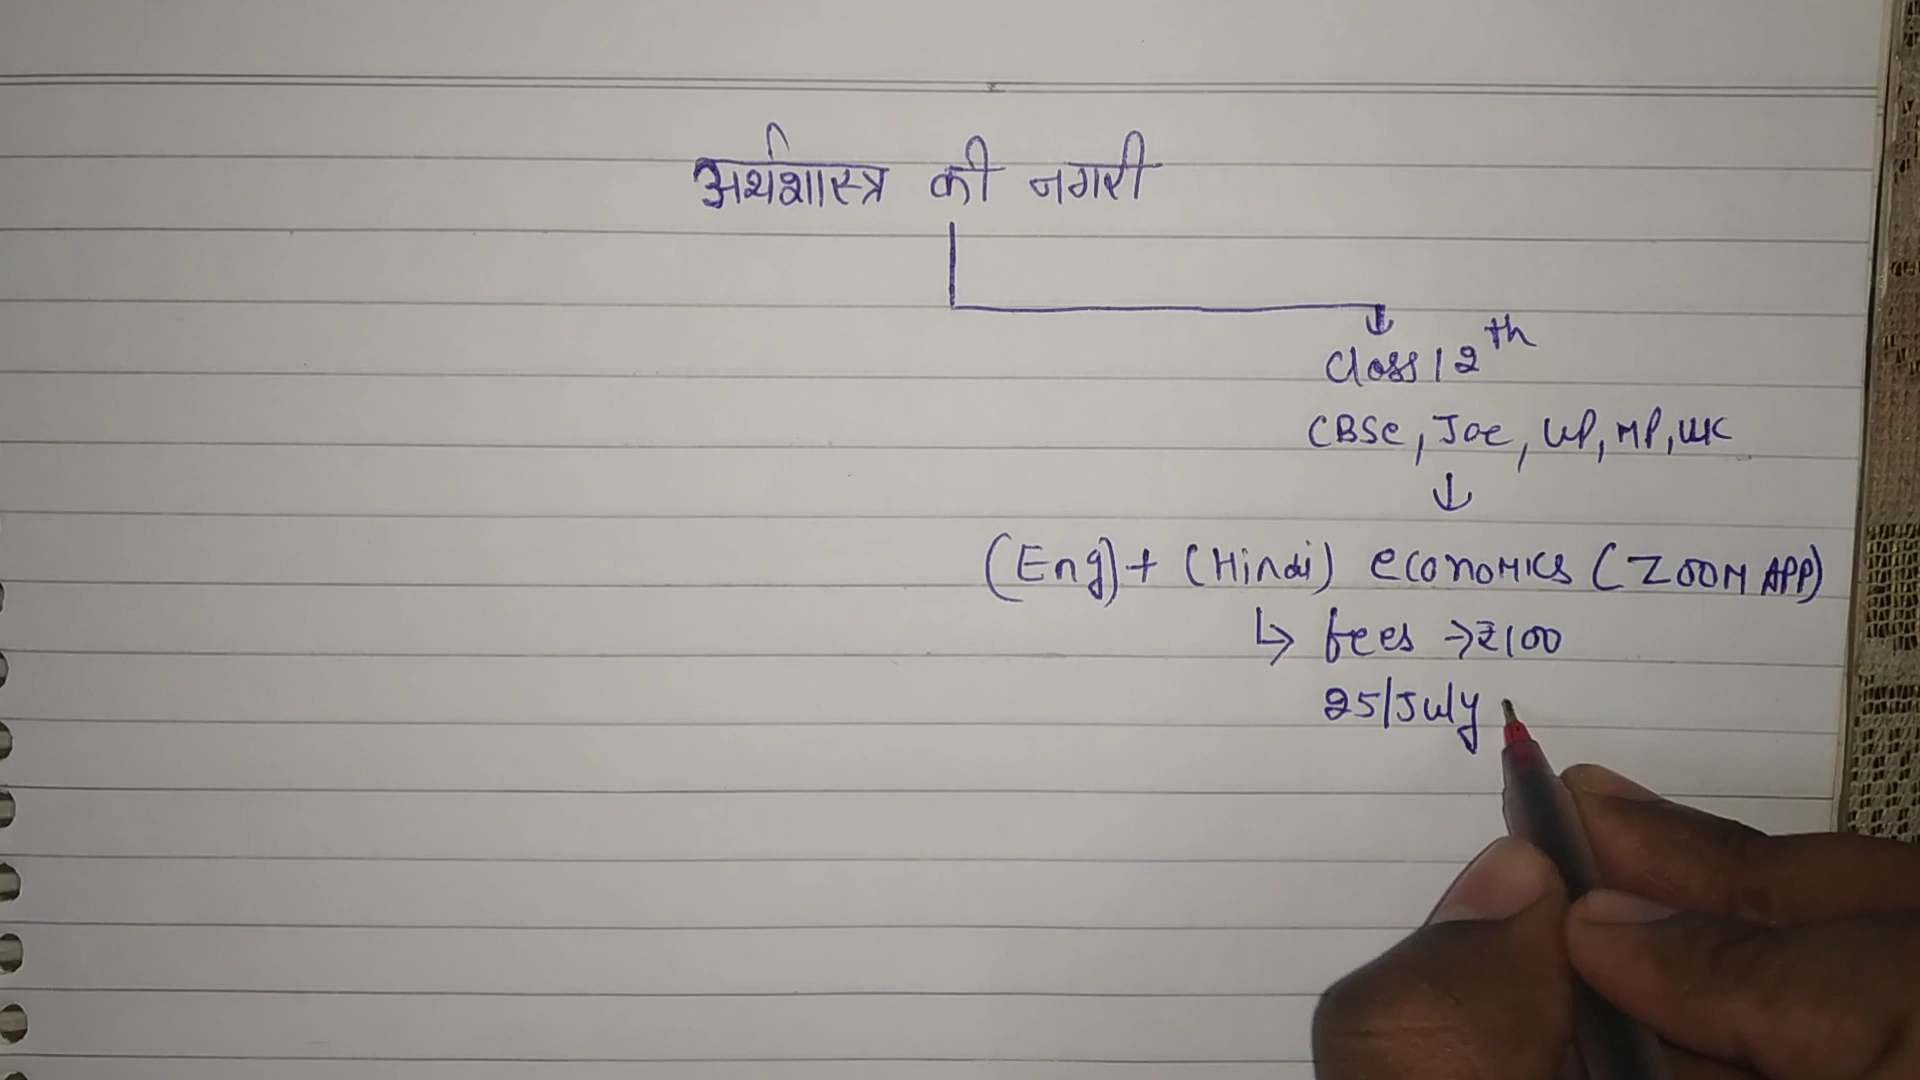 अर्थशास्त्र की नगरी
Class 12th
CBSE, Jac, UP, MP, UK
(Eng) + (Hindi) economics (ZOOM APP)
fees → ₹100
25/July